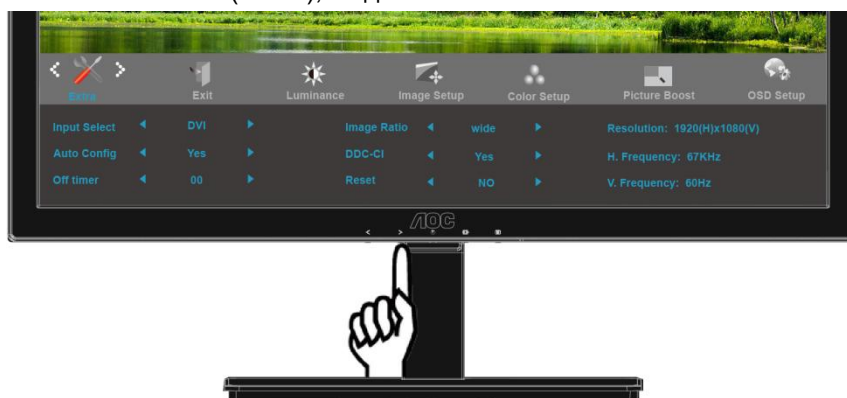 Extra Exit Luminance Image Setup Color Setup Picture Boost OSD Setup
Input Select DVI Image Ratio wide Resolution: 1920(H)x1080(V)
Auto Config Yes DDC-CI Yes H. Frequency: 67KHz
Off timer 00 Reset NO V. Frequency: 60Hz
AOC